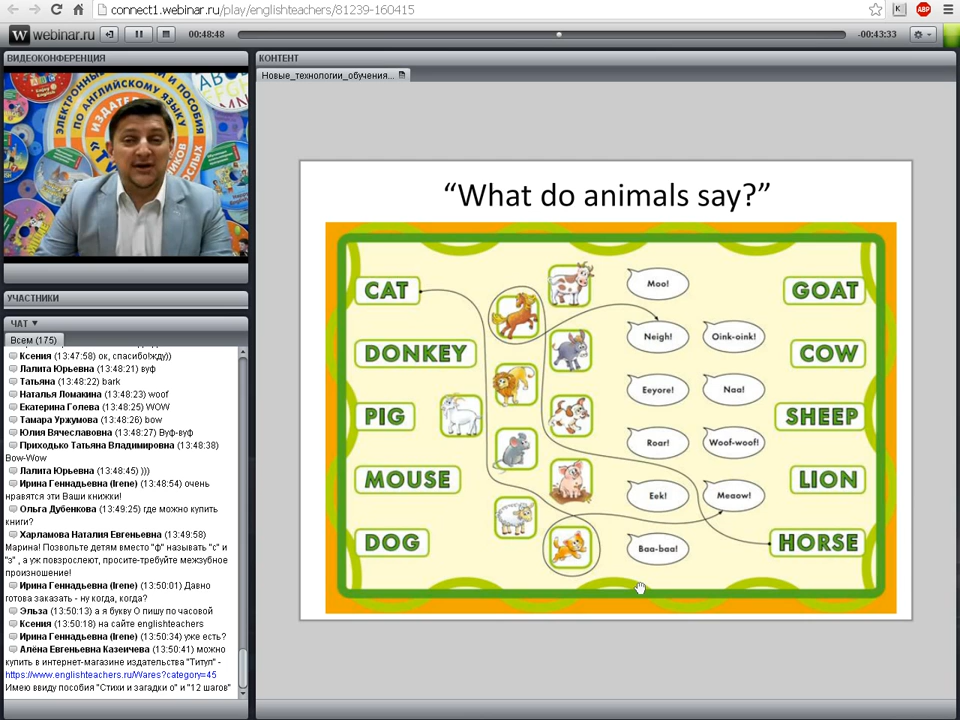 connect1.webinar.ru/play/englishteachers/81239-160415
K
ABP
W webinar.ru
00:48:48
-00:43:33
ВИДЕОКОНФЕРЕНЦИЯ
ЭЛЕКТРОННЫЕ
ПО АНГЛИЙСКОМУ ЯЗЫКУ
КОНТЕНТ
Новые_технологии_обучения...
“What do animals say?”
CAT
DONKEY
PIG
MOUSE
DOG
Moo!
Neigh!
Oink-oink!
Eeyore!
Naa!
Roar!
Woof-woof!
Eek!
Meaow!
Baa-baa!
GOAT
COW
SHEEP
LION
HORSE
УЧАСТНИКИ
ЧАТ
Всем (175)
Ксения (13:47:58) ок, спасибо!жду))
Лалита Юрьевна (13:48:21) вуф
Татьяна (13:48:22) bark
Наталья Ломакина (13:48:23) woof
Екатерина Голева (13:48:25) WOW
Тамара Уржумова (13:48:26) bow
Юлия Вячеславовна (13:48:27) Вуф-вуф
Приходько Татьяна Владимировна (13:48:38)
Bow-Wow
Лалита Юрьевна (13:48:45) )))
Ирина Геннадьевна (Irene) (13:48:54) очень
нравятся эти Ваши книжки!
Ольга Дубенкова (13:49:25) где можно купить
книги?
Харламова Наталия Евгеньевна (13:49:58)
Марина! Позвольте детям вместо "ф" называть "с" и
"з" , а уж повзрослеют, просите-требуйте межзубное
произношение!
Ирина Геннадьевна (Irene) (13:50:01) Давно
готова заказать - ну когда, когда?
Эльза (13:50:13) а я букву О пишу по часовой
Ксения (13:50:18) на сайте englishteachers
Ирина Геннадьевна (Irene) (13:50:34) уже есть?
Алёна Евгеньевна Казеичева (13:50:41) можно
купить в интернет-магазине издательства "Титул" -
https://www.englishteachers.ru/Wares?category=45
Имею ввиду пособия "Стихи и загадки о" и "12 шагов"